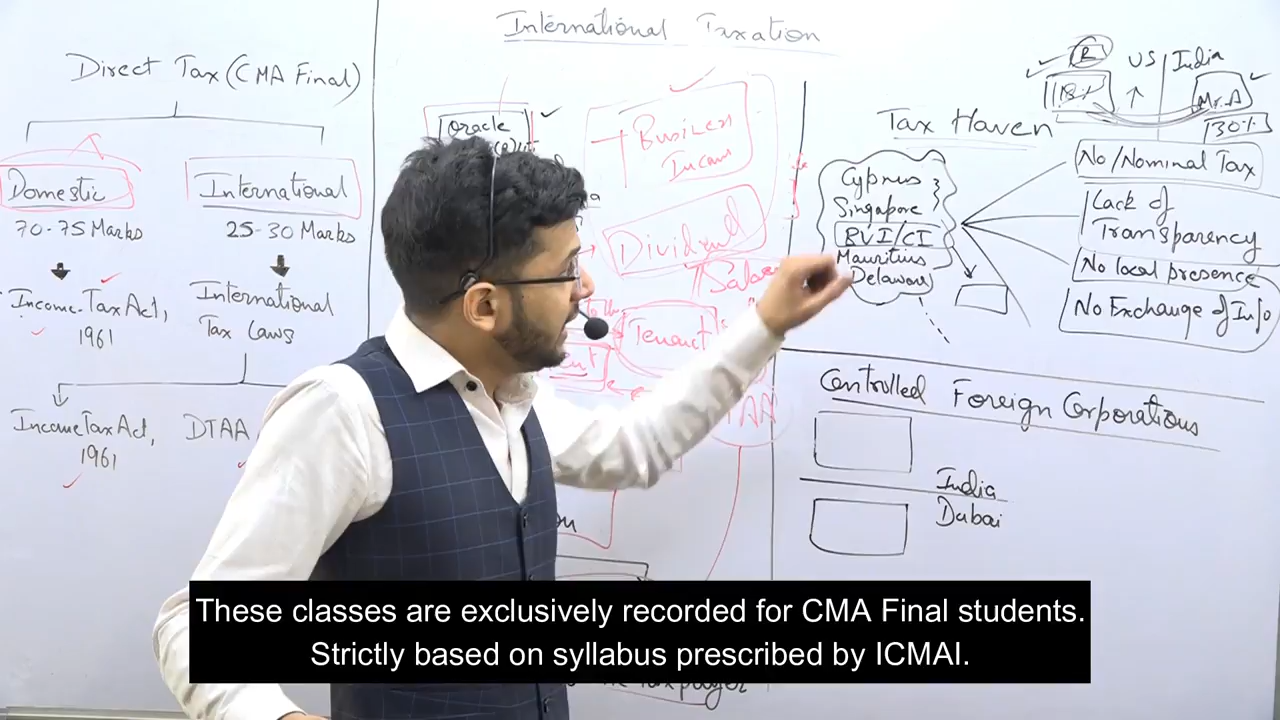 International Taxation
Direct Tax (CMA Final)
Domestic
International
70-75 Marks
25-30 Marks
Income Tax Act,
1961
International
Tax Laws
Income Tax Act,
1961
DTAA
Oracle
Business
Income
Dividend
to the
Tenant
R
US
India
Mr. A
30%
Tax Haven
Cyprus
Singapore
BVI/CI
Mauritius
Delawour
No/Nominal Tax
Lack of
Transparency
No local presence
No Exchange of Info
Controlled Foreign Corporations
India
Dubai
These classes are exclusively recorded for CMA Final students.
Strictly based on syllabus prescribed by ICMAI.